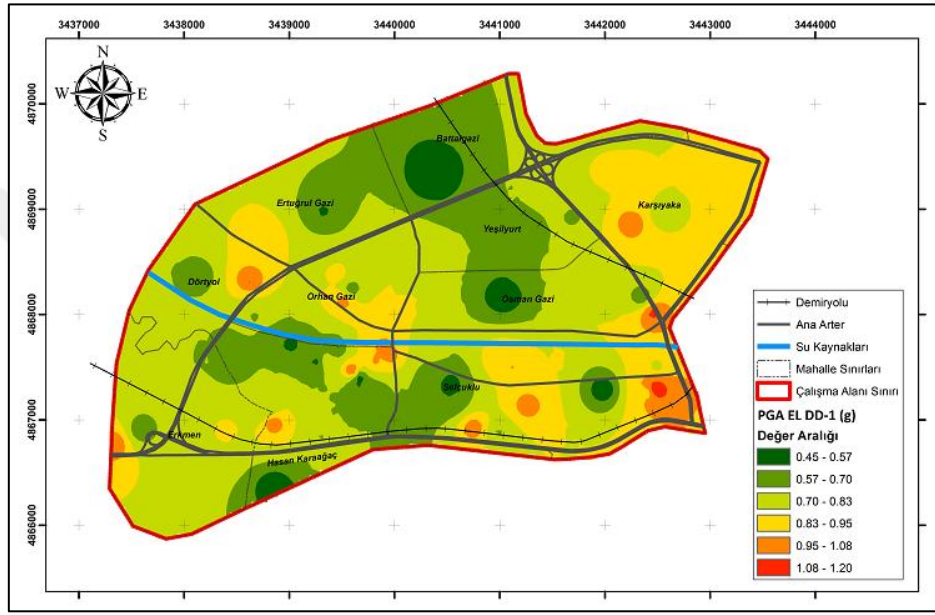 3437000 3438000 3439000 3440000 3441000 3442000 3443000 3444000
4870000
4869000
4868000
4867000
4866000
N
W E
S
Batıalgazi
Ertuğrul Gazi
Karşıyaka
Yeşilyurt
Dörtyol
Orhan Gazi
Osman Gazi
Selçuklu
Erkmen
Hasan Karaağaç
Demiryolu
Ana Arter
Su Kaynakları
Mahalle Sınırları
Çalışma Alanı Sınırı
PGA EL DD-1 (g)
Değer Aralığı
0.45 - 0.57
0.57 - 0.70
0.70 - 0.83
0.83 - 0.95
0.95 - 1.08
1.08 - 1.20